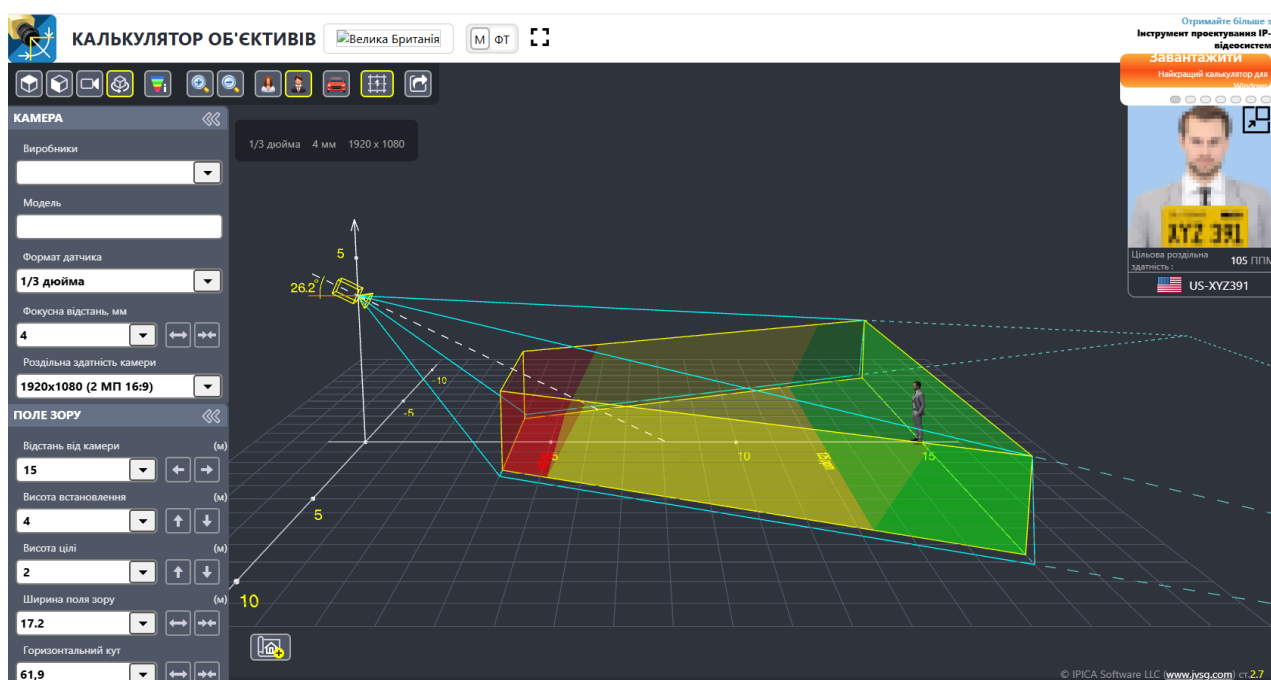 КАЛЬКУЛЯТОР ОБ'ЄКТИВІВ
Велика Британія
М ФТ
Отримайте більше з
Інструмент проектування IP-
відеосистем
Завантажити
Найкращий калькулятор для
Windows
КАМЕРА
Виробники
Модель
Формат датчика
1/3 дюйма
Фокусна відстань, мм
4
Роздільна здатність камери
1920x1080 (2 МП 16:9)
ПОЛЕ ЗОРУ
Відстань від камери (м)
15
Висота встановлення (м)
4
Висота цілі (м)
2
Ширина поля зору (м)
17.2
Горизонтальний кут
61,9
1/3 дюйма 4 мм 1920 x 1080
5
26.2°
-10
-5
5
10
5
10
15
XYZ 391
Цільова роздільна
здатність :
105 ППМ
US-XYZ391
© IPICA Software LLC (www.jvsg.com) ст.2.7